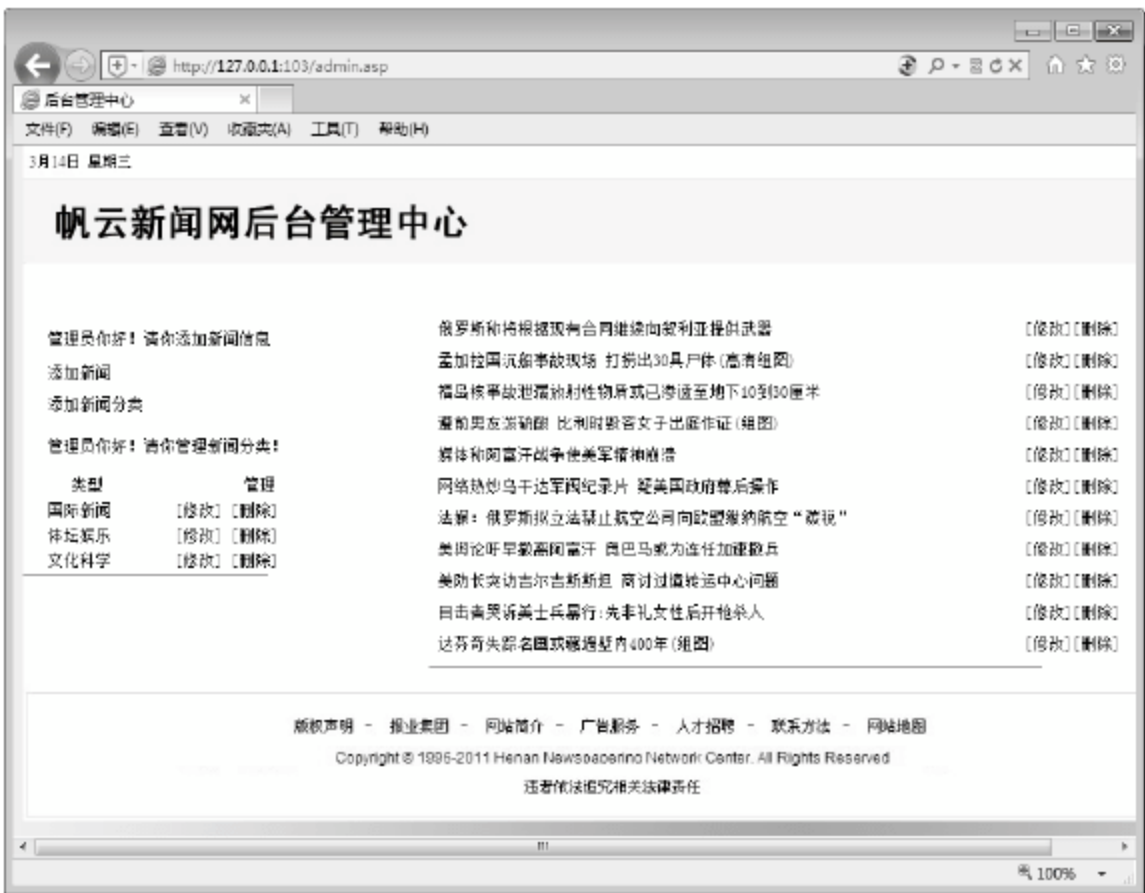 http://127.0.0.1:103/admin.asp
后台管理中心
文件(F) 编辑(E) 查看(V) 收藏夹(A) 工具(T) 帮助(H)
3月14日 星期三
帆云新闻网后台管理中心
管理员你好！请你添加新闻信息
添加新闻
添加新闻分类
管理员你好！请你管理新闻分类！
类型 管理
国际新闻 [修改] [删除]
体坛娱乐 [修改] [删除]
文化科学 [修改] [删除]
俄罗斯称将根据现有合同继续向叙利亚提供武器 [修改][删除]
孟加拉国沉船事故现场 打捞出30具尸体(高清组图) [修改][删除]
福岛核事故泄漏放射性物质或已渗透至地下10到30厘米 [修改][删除]
遭前男友泼硝酸 比利时毁容女子出庭作证(组图) [修改][删除]
媒体称阿富汗战争使美军精神崩溃 [修改][删除]
网络热炒乌干达军阀纪录片 疑美国政府幕后操作 [修改][删除]
法媒：俄罗斯拟立法禁止航空公司向欧盟缴纳航空“碳税” [修改][删除]
美舆论吁早撤离阿富汗 奥巴马或为连任加速撤兵 [修改][删除]
美防长突访吉尔吉斯斯坦 商讨过境转运中心问题 [修改][删除]
目击者哭诉美士兵暴行:先非礼女性后开枪杀人 [修改][删除]
达芬奇失踪名画或藏遇壁内400年(组图) [修改][删除]
版权声明 - 报业集团 - 网站简介 - 广告服务 - 人才招聘 - 联系方法 - 网站地图
Copyright © 1996-2011 Henan Newspapering Network Center. All Rights Reserved
违者依法追究相关法律责任
100%